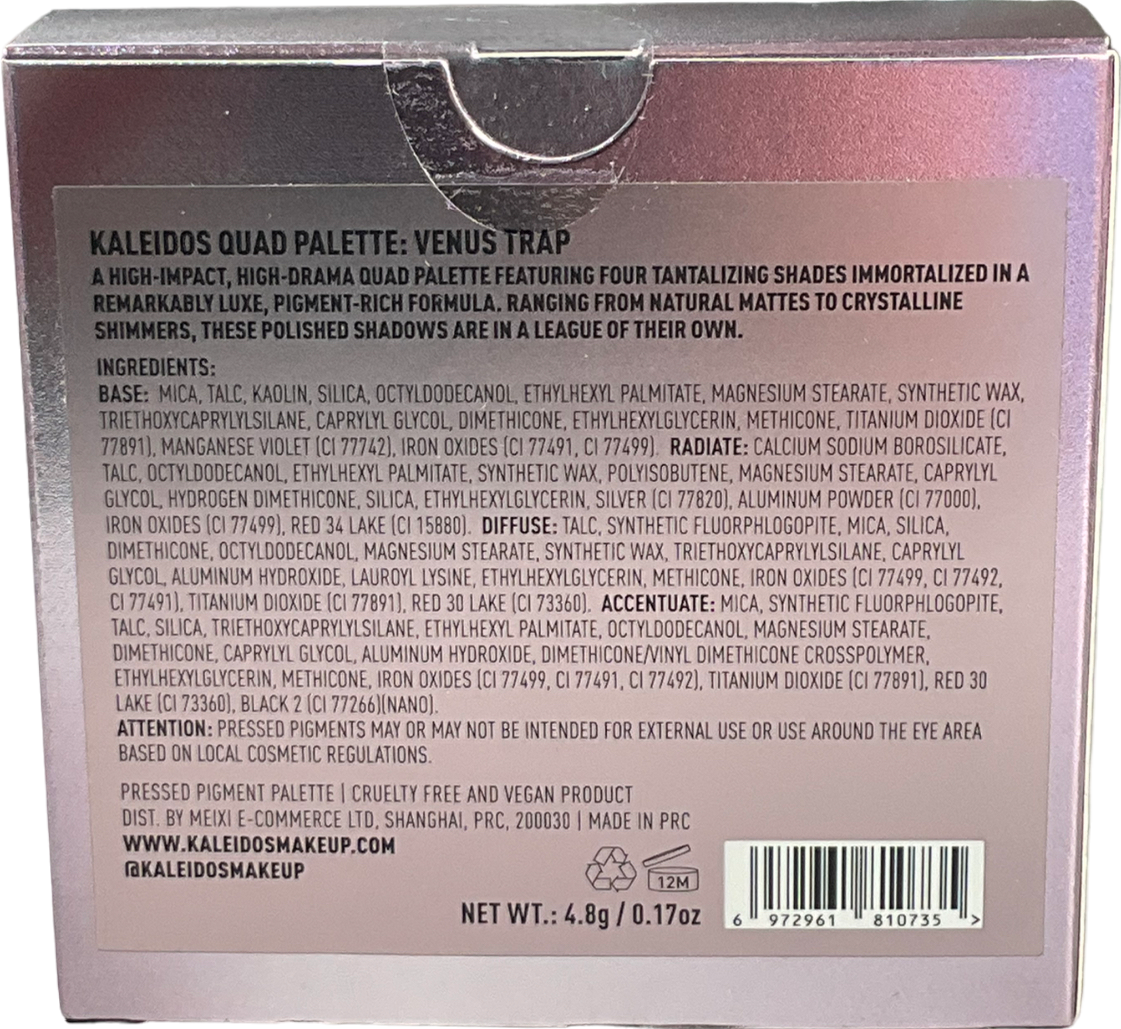 KALEIDOS QUAD PALETTE: VENUS TRAP
A HIGH-IMPACT, HIGH-DRAMA QUAD PALETTE FEATURING FOUR TANTALIZING SHADES IMMORTALIZED IN A
REMARKABLY LUXE, PIGMENT-RICH FORMULA. RANGING FROM NATURAL MATTES TO CRYSTALLINE
SHIMMERS, THESE POLISHED SHADOWS ARE IN A LEAGUE OF THEIR OWN.
INGREDIENTS:
BASE: MICA, TALC, KAOLIN, SILICA, OCTYLDODECANOL, ETHYLHEXYL PALMITATE, MAGNESIUM STEARATE, SYNTHETIC WAX,
TRIETHOXYCAPRYLYLSILANE, CAPRYLYL GLYCOL, DIMETHICONE, ETHYLHEXYLGLYCERIN, METHICONE, TITANIUM DIOXIDE (CI
77891), MANGANESE VIOLET (CI 77742), IRON OXIDES (CI 77491, CI 77499). RADIATE: CALCIUM SODIUM BOROSILICATE,
TALC, OCTYLDODECANOL, ETHYLHEXYL PALMITATE, SYNTHETIC WAX, POLYISOBUTENE, MAGNESIUM STEARATE, CAPRYLYL
GLYCOL, HYDROGEN DIMETHICONE, SILICA, ETHYLHEXYLGLYCERIN, SILVER (CI 77820), ALUMINUM POWDER (CI 77000),
IRON OXIDES (CI 77499), RED 34 LAKE (CI 15880). DIFFUSE: TALC, SYNTHETIC FLUORPHLOGOPITE, MICA, SILICA,
DIMETHICONE, OCTYLDODECANOL, MAGNESIUM STEARATE, SYNTHETIC WAX, TRIETHOXYCAPRYLYLSILANE, CAPRYLYL
GLYCOL, ALUMINUM HYDROXIDE, LAUROYL LYSINE, ETHYLHEXYLGLYCERIN, METHICONE, IRON OXIDES (CI 77499, CI 77492,
CI 77491), TITANIUM DIOXIDE (CI 77891), RED 30 LAKE (CI 73360). ACCENTUATE: MICA, SYNTHETIC FLUORPHLOGOPITE,
TALC, SILICA, TRIETHOXYCAPRYLYLSILANE, ETHYLHEXYL PALMITATE, OCTYLDODECANOL, MAGNESIUM STEARATE,
DIMETHICONE, CAPRYLYL GLYCOL, ALUMINUM HYDROXIDE, DIMETHICONE/VINYL DIMETHICONE CROSSPOLYMER,
ETHYLHEXYLGLYCERIN, METHICONE, IRON OXIDES (CI 77499, CI 77491, CI 77492), TITANIUM DIOXIDE (CI 77891), RED 30
LAKE (CI 73360), BLACK 2 (CI 77266)(NANO).
ATTENTION: PRESSED PIGMENTS MAY OR MAY NOT BE INTENDED FOR EXTERNAL USE OR USE AROUND THE EYE AREA
BASED ON LOCAL COSMETIC REGULATIONS.
PRESSED PIGMENT PALETTE | CRUELTY FREE AND VEGAN PRODUCT
DIST. BY MEIXI E-COMMERCE LTD, SHANGHAI, PRC, 200030 | MADE IN PRC
WWW.KALEIDOSMAKEUP.COM
@KALEIDOSMAKEUP
12M
NET WT.: 4.8g / 0.17oz
6 972961 810735 >